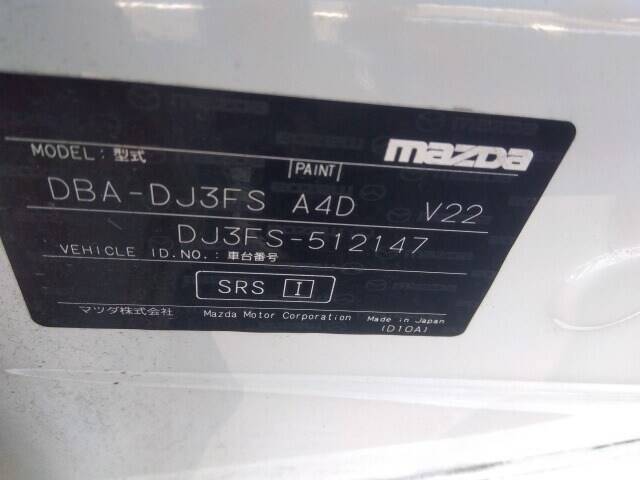 mazda
MODEL: 型式 PAINT
DBA-DJ3FS A4D V22
DJ3FS-512147
VEHICLE ID.NO.: 車台番号
SRS I
マツダ株式会社 Mazda Motor Corporation Made in Japan
(D10A)